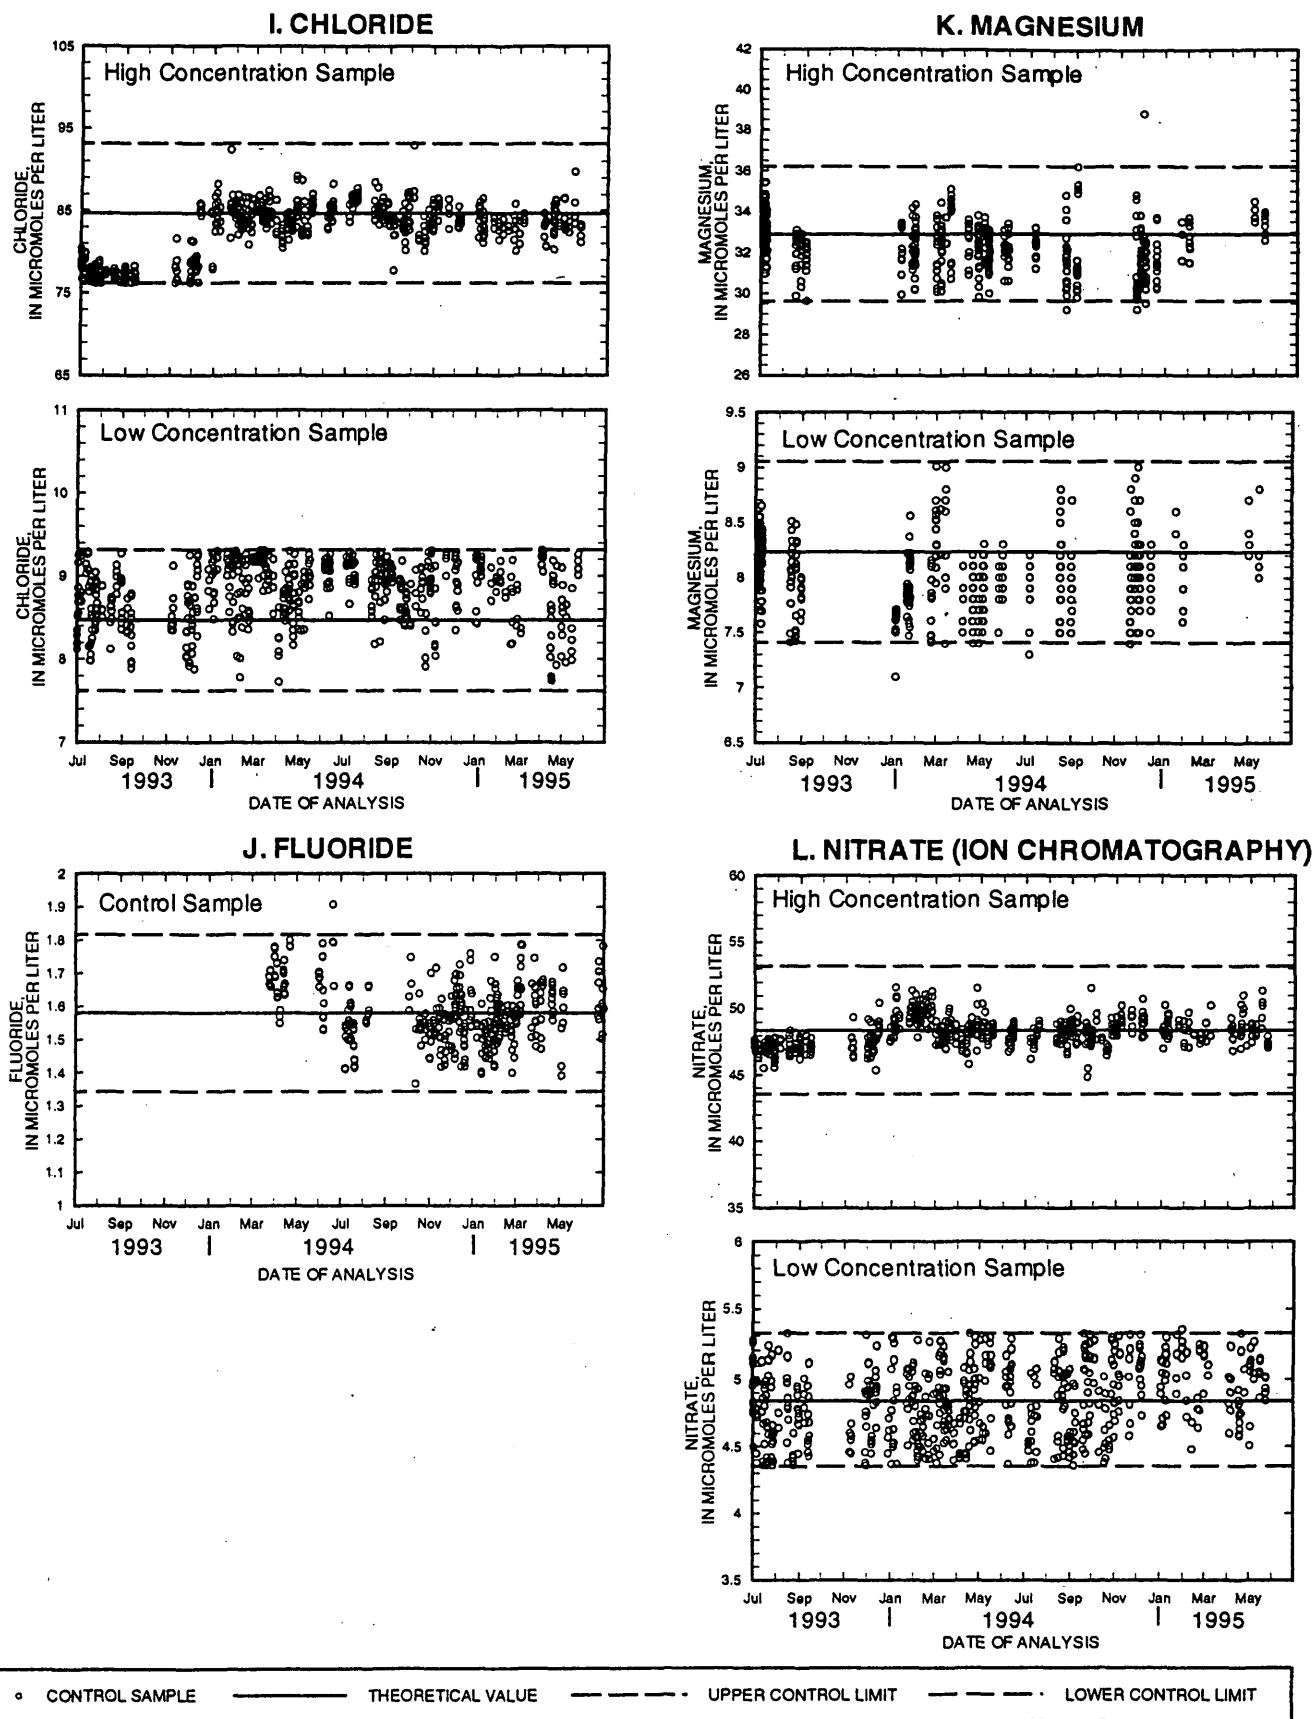 I. CHLORIDE
105
95
85
75
65
High Concentration Sample
CHLORIDE,
IN MICROMOLES PER LITER
11
10
9
8
7
Low Concentration Sample
CHLORIDE,
IN MICROMOLES PER LITER
Jul Sep Nov Jan Mar May Jul Sep Nov Jan Mar May
1993 1994 1995
DATE OF ANALYSIS
J. FLUORIDE
2
1.9
1.8
1.7
1.6
1.5
1.4
1.3
1.2
1.1
1
Control Sample
FLUORIDE,
IN MICROMOLES PER LITER
Jul Sep Nov Jan Mar May Jul Sep Nov Jan Mar May
1993 1994 1995
DATE OF ANALYSIS
K. MAGNESIUM
42
40
38
36
34
32
30
28
26
High Concentration Sample
MAGNESIUM,
IN MICROMOLES PER LITER
9.5
9
8.5
8
7.5
7
6.5
Low Concentration Sample
MAGNESIUM,
IN MICROMOLES PER LITER
Jul Sep Nov Jan Mar May Jul Sep Nov Jan Mar May
1993 1994 1995
DATE OF ANALYSIS
L. NITRATE (ION CHROMATOGRAPHY)
60
55
50
45
40
35
High Concentration Sample
NITRATE,
IN MICROMOLES PER LITER
6
5.5
5
4.5
4
3.5
Low Concentration Sample
NITRATE,
IN MICROMOLES PER LITER
Jul Sep Nov Jan Mar May Jul Sep Nov Jan Mar May
1993 1994 1995
DATE OF ANALYSIS
CONTROL SAMPLE THEORETICAL VALUE UPPER CONTROL LIMIT LOWER CONTROL LIMIT